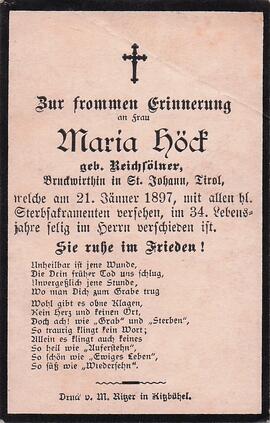 Zur frommen Erinnerung
an Frau
Maria Höck
geb. Reichsölner,
Bruckwirthin in St. Johann, Tirol,
welche am 21. Jänner 1897, mit allen hl.
Sterbsakramenten versehen, im 34. Lebens-
jahre selig im Herrn verschieden ist.
Sie ruhe im Frieden!
Unheilbar ist jene Wunde,
Die Drin früher Tod uns schlug,
Unvergeßlich jene Stunde,
Wo man Dich zum Grabe trug
Wohl gibt es ohne Klagen,
Kein Herz und keinen Ort,
Doch ach! wie „Grab" und „Sterben",
So traurig klingt kein Wort;
Allein es klingt auch keines
So heil wie „Auferstehn",
So schön wie „Ewiges Leben",
So süß wie „Wiedersehn".
Druck v. M. Ritzer in Kitzbühel.